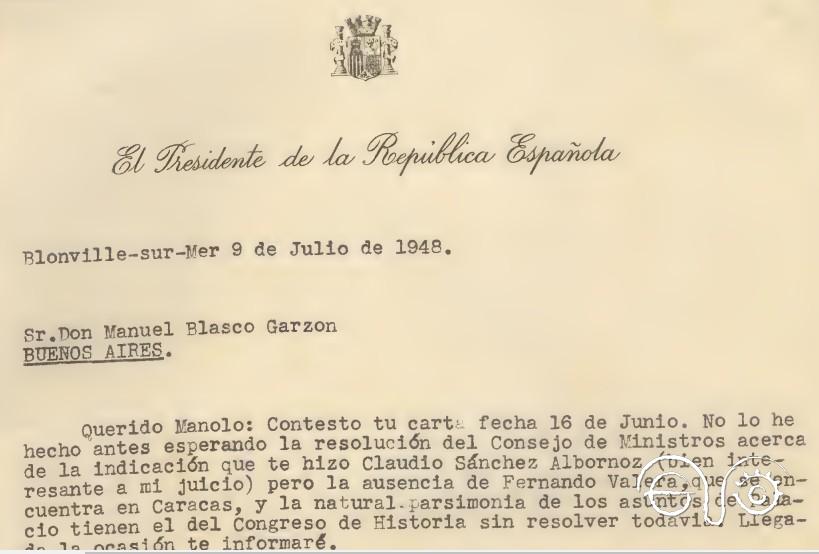 El Presidente de la República Española
Blonville-sur-Mer 9 de Julio de 1948.
Sr.Don Manuel Blasco Garzon
BUENOS AIRES.
Querido Manolo: Contesto tu carta fecha 16 de Junio. No lo he
hecho antes esperando la resolución del Consejo de Ministros acerca
de la indicación que te hizo Claudio Sánchez Albornoz (bien inte-
resante a mi juicio) pero la ausencia de Fernando Valera,que se en-
cuentra en Caracas, y la natural parsimonia de los asuntos de Pala-
cio tienen el del Congreso de Historia sin resolver todavia. Llega-
da la ocasión te informaré.